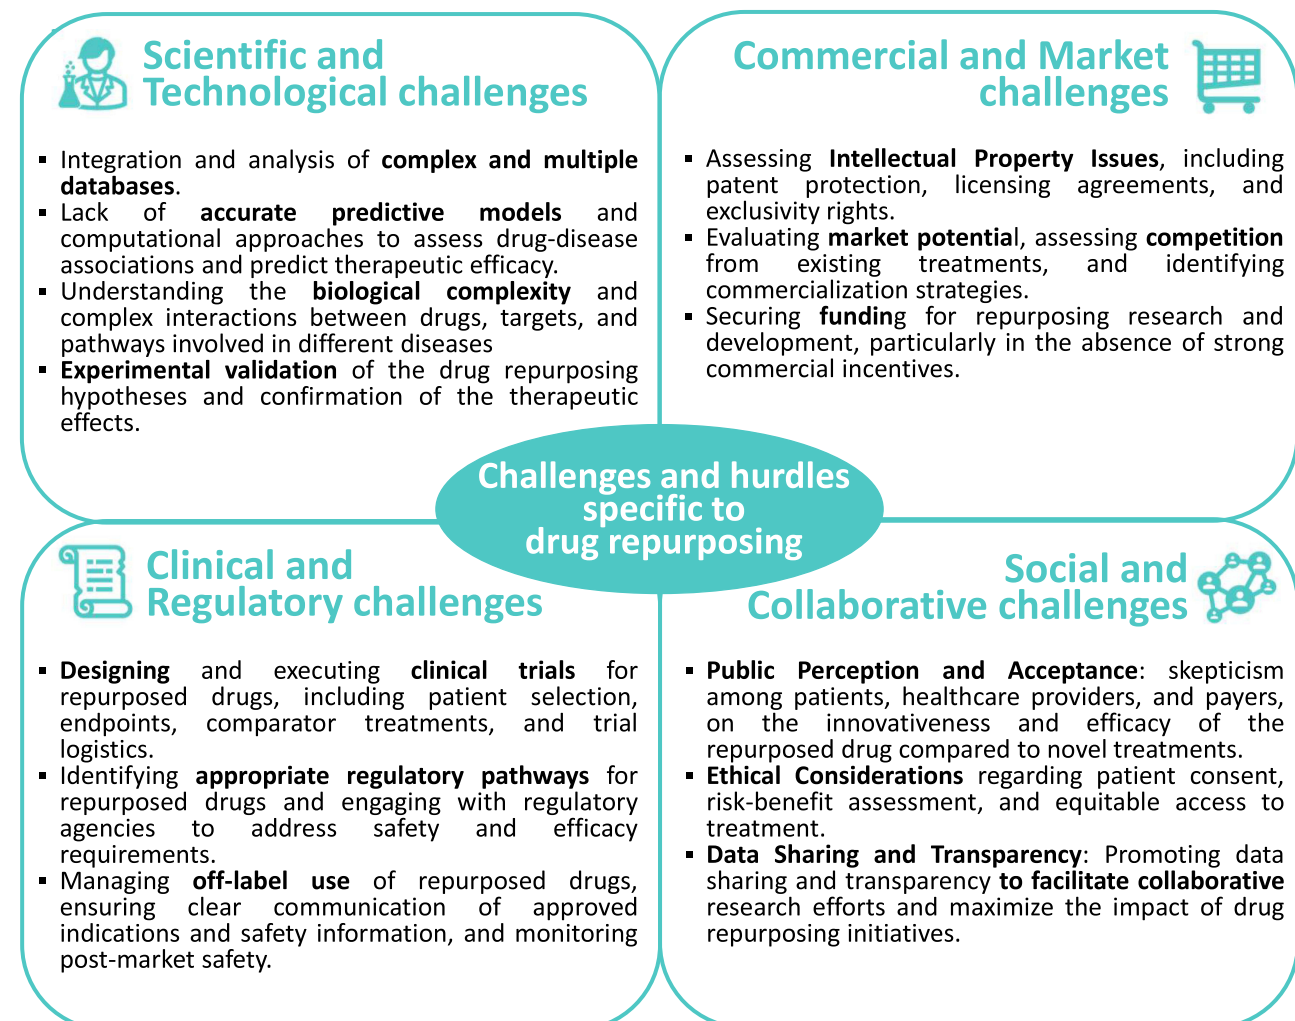 Scientific and
Technological challenges
▪ Integration and analysis of complex and multiple
databases.
▪ Lack of accurate predictive models and
computational approaches to assess drug-disease
associations and predict therapeutic efficacy.
▪ Understanding the biological complexity and
complex interactions between drugs, targets, and
pathways involved in different diseases
▪ Experimental validation of the drug repurposing
hypotheses and confirmation of the therapeutic
effects.
Commercial and Market
challenges
▪ Assessing Intellectual Property Issues, including
patent protection, licensing agreements, and
exclusivity rights.
▪ Evaluating market potential, assessing competition
from existing treatments, and identifying
commercialization strategies.
▪ Securing funding for repurposing research and
development, particularly in the absence of strong
commercial incentives.
Challenges and hurdles
specific to
drug repurposing
Clinical and
Regulatory challenges
▪ Designing and executing clinical trials for
repurposed drugs, including patient selection,
endpoints, comparator treatments, and trial
logistics.
▪ Identifying appropriate regulatory pathways for
repurposed drugs and engaging with regulatory
agencies to address safety and efficacy
requirements.
▪ Managing off-label use of repurposed drugs,
ensuring clear communication of approved
indications and safety information, and monitoring
post-market safety.
Social and
Collaborative challenges
▪ Public Perception and Acceptance: skepticism
among patients, healthcare providers, and payers,
on the innovativeness and efficacy of the
repurposed drug compared to novel treatments.
▪ Ethical Considerations regarding patient consent,
risk-benefit assessment, and equitable access to
treatment.
▪ Data Sharing and Transparency: Promoting data
sharing and transparency to facilitate collaborative
research efforts and maximize the impact of drug
repurposing initiatives.